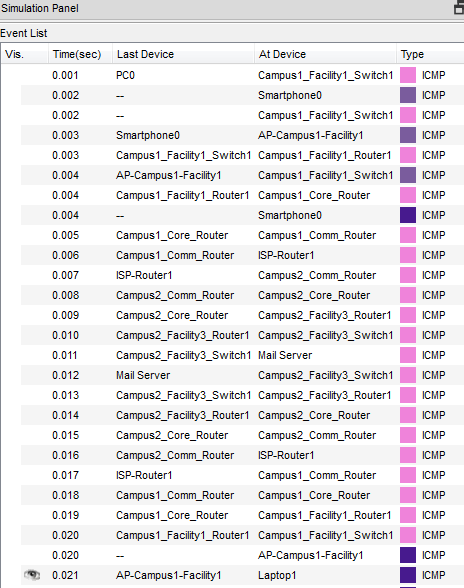 Simulation Panel
Event List
Vis. Time(sec) Last Device At Device Type
0.001 PC0 Campus1_Facility1_Switch1 ICMP
0.002 -- Smartphone0 ICMP
0.002 -- Campus1_Facility1_Switch1 ICMP
0.003 Smartphone0 AP-Campus1-Facility1 ICMP
0.003 Campus1_Facility1_Switch1 Campus1_Facility1_Router1 ICMP
0.004 AP-Campus1-Facility1 Campus1_Facility1_Switch1 ICMP
0.004 Campus1_Facility1_Router1 Campus1_Core_Router ICMP
0.004 -- Smartphone0 ICMP
0.005 Campus1_Core_Router Campus1_Comm_Router ICMP
0.006 Campus1_Comm_Router ISP-Router1 ICMP
0.007 ISP-Router1 Campus2_Comm_Router ICMP
0.008 Campus2_Comm_Router Campus2_Core_Router ICMP
0.009 Campus2_Core_Router Campus2_Facility3_Router1 ICMP
0.010 Campus2_Facility3_Router1 Campus2_Facility3_Switch1 ICMP
0.011 Campus2_Facility3_Switch1 Mail Server ICMP
0.012 Mail Server Campus2_Facility3_Switch1 ICMP
0.013 Campus2_Facility3_Switch1 Campus2_Facility3_Router1 ICMP
0.014 Campus2_Facility3_Router1 Campus2_Core_Router ICMP
0.015 Campus2_Core_Router Campus2_Comm_Router ICMP
0.016 Campus2_Comm_Router ISP-Router1 ICMP
0.017 ISP-Router1 Campus1_Comm_Router ICMP
0.018 Campus1_Comm_Router Campus1_Core_Router ICMP
0.019 Campus1_Core_Router Campus1_Facility1_Router1 ICMP
0.020 Campus1_Facility1_Router1 Campus1_Facility1_Switch1 ICMP
0.020 -- AP-Campus1-Facility1 ICMP
0.021 AP-Campus1-Facility1 Laptop1 ICMP